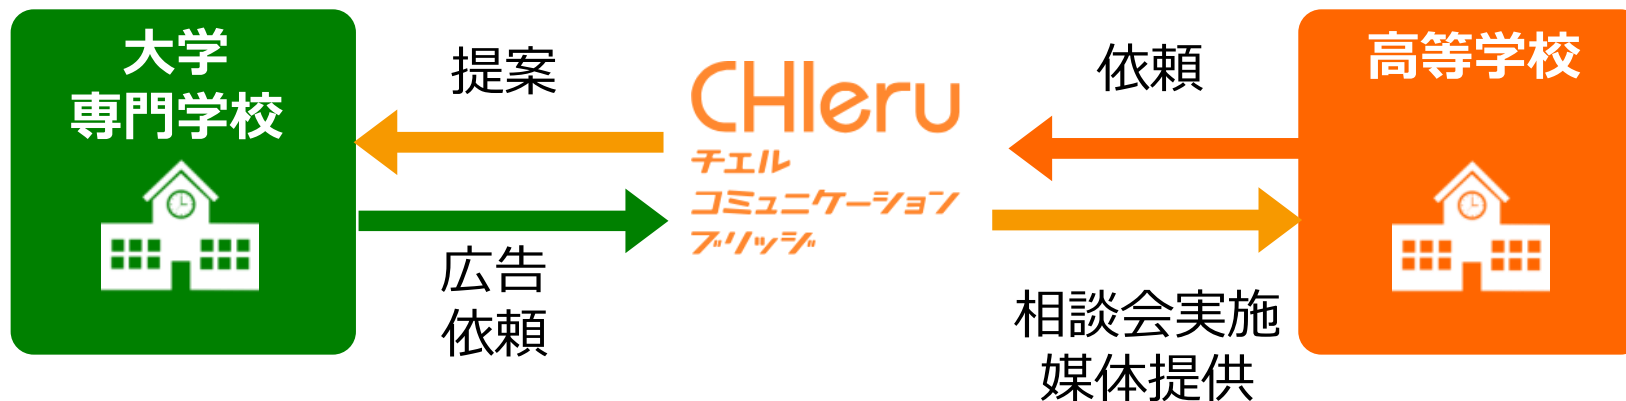 大学
専門学校
提案
広告
依頼
CHIeru
チエル
コミュニケーション
ブリッジ
依頼
相談会実施
媒体提供
高等学校